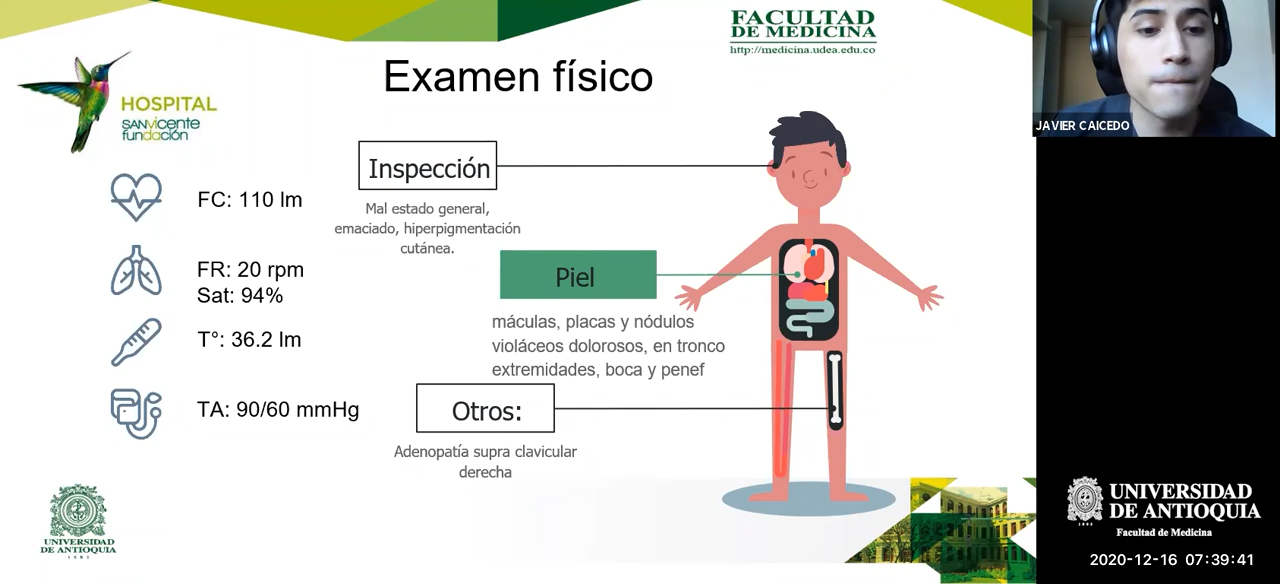 FACULTAD
DE MEDICINA
http://medicina.udea.edu.co
Examen físico
HOSPITAL
SANVicente
fundación
JAVIER CAICEDO
Inspección
Mal estado general,
emaciado, hiperpigmentación
cutánea.
FC: 110 lm
FR: 20 rpm
Sat: 94%
T°: 36.2 lm
TA: 90/60 mmHg
Piel
máculas, placas y nódulos
violáceos dolorosos, en tronco
extremidades, boca y penef
Otros:
Adenopatía supra clavicular
derecha
UNIVERSIDAD
DE ANTIOQUIA
1803
UNIVERSIDAD
DE ANTIOQUIA
1803
Facultad de Medicina
2020-12-16 07:39:41